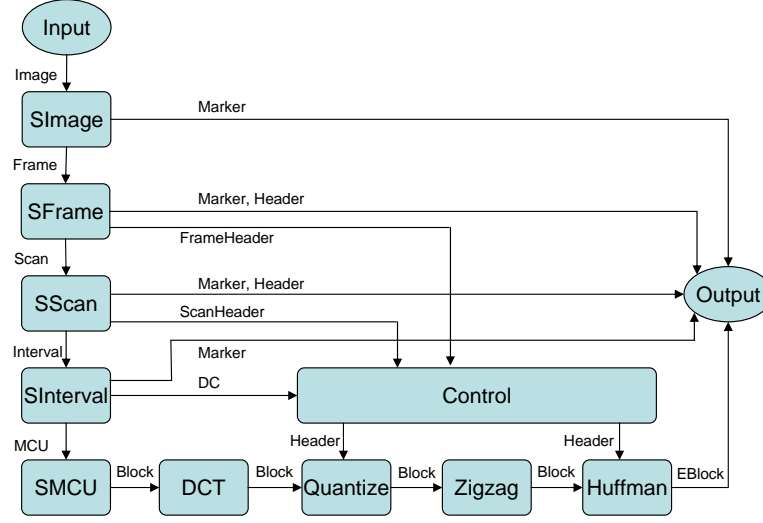 Input
Image
SImage
Marker
Frame
SFrame
Marker, Header
FrameHeader
Scan
SScan
Marker, Header
ScanHeader
Output
Interval
Marker
SInterval
DC
Control
MCU
Header
Header
SMCU
Block
DCT
Block
Quantize
Block
Zigzag
Block
Huffman
EBlock